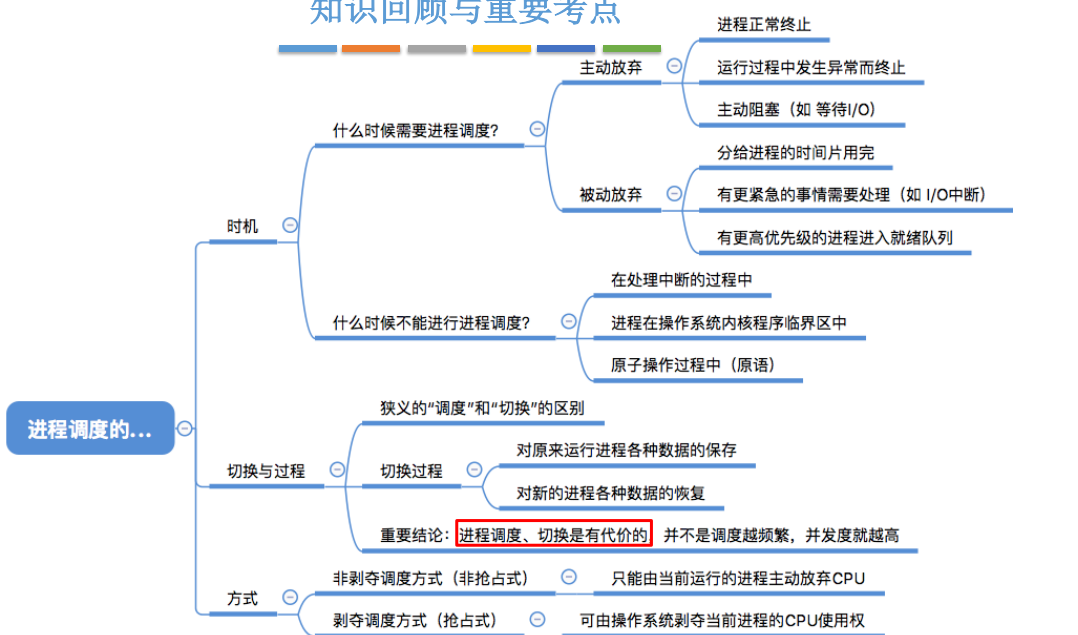 知识回顾与重要考点
进程正常终止
主动放弃
运行过程中发生异常而终止
主动阻塞（如 等待I/O）
什么时候需要进程调度？
分给进程的时间片用完
被动放弃
有更紧急的事情需要处理（如 I/O中断）
有更高优先级的进程进入就绪队列
时机
在处理中断的过程中
什么时候不能进行进程调度？
进程在操作系统内核程序临界区中
原子操作过程中（原语）
进程调度的...
狭义的“调度”和“切换”的区别
切换与过程
切换过程
对原来运行进程各种数据的保存
对新的进程各种数据的恢复
重要结论：进程调度、切换是有代价的 并不是调度越频繁，并发度就越高
方式
非剥夺调度方式（非抢占式）
只能由当前运行的进程主动放弃CPU
剥夺调度方式（抢占式）
可由操作系统剥夺当前进程的CPU使用权